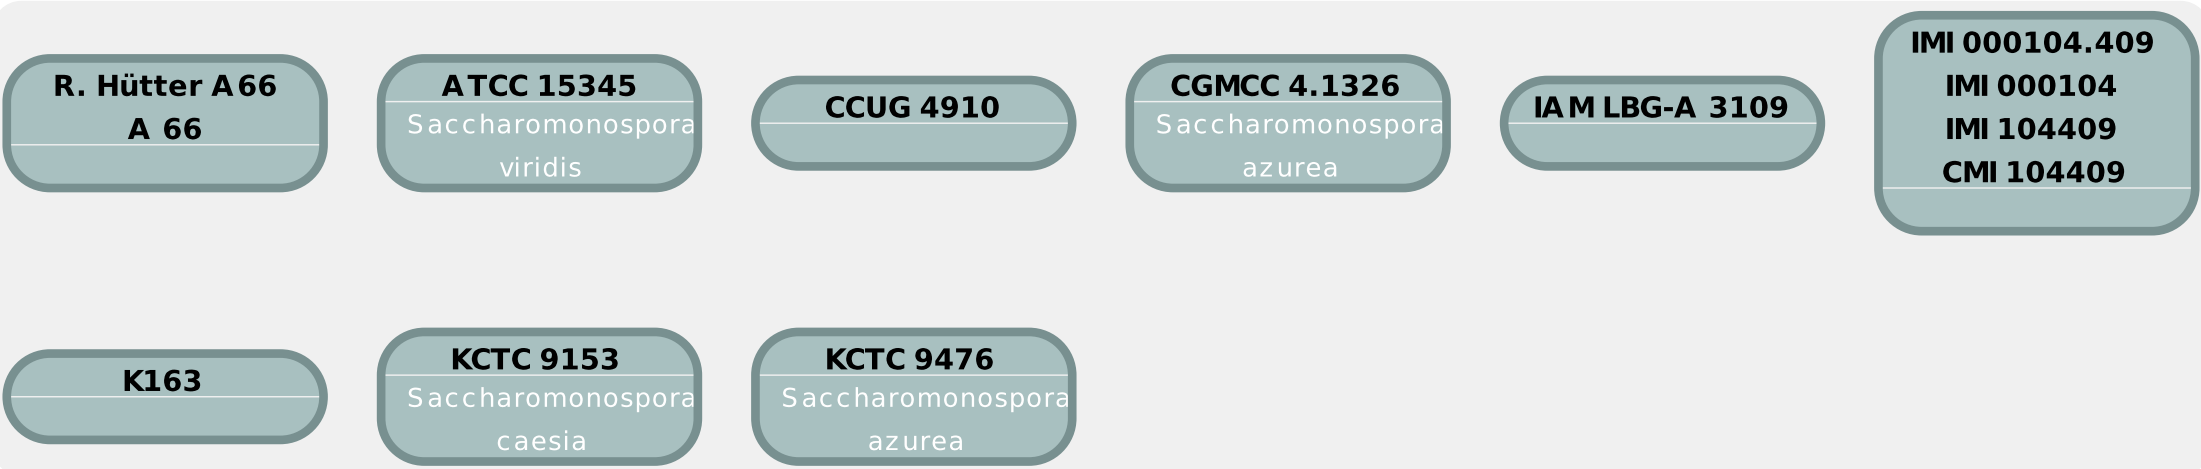 R. Hütter A66
A 66
ATCC 15345
Saccharomonospora
viridis
CCUG 4910
CGMCC 4.1326
Saccharomonospora
azurea
IAM LBG-A 3109
IMI 000104.409
IMI 000104
IMI 104409
CMI 104409
K163
KCTC 9153
Saccharomonospora
caesia
KCTC 9476
Saccharomonospora
azurea